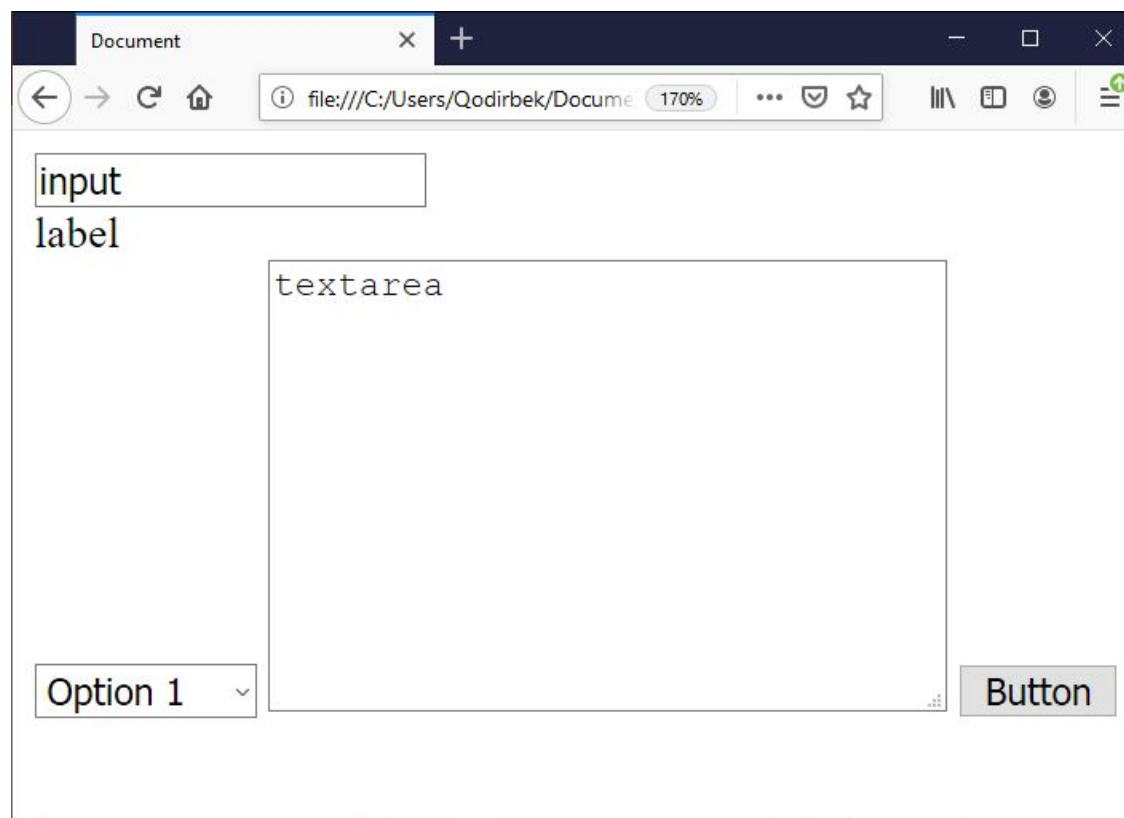 Document
file:///C:/Users/Qodirbek/Docume 170%
input
label
textarea
Option 1
Button